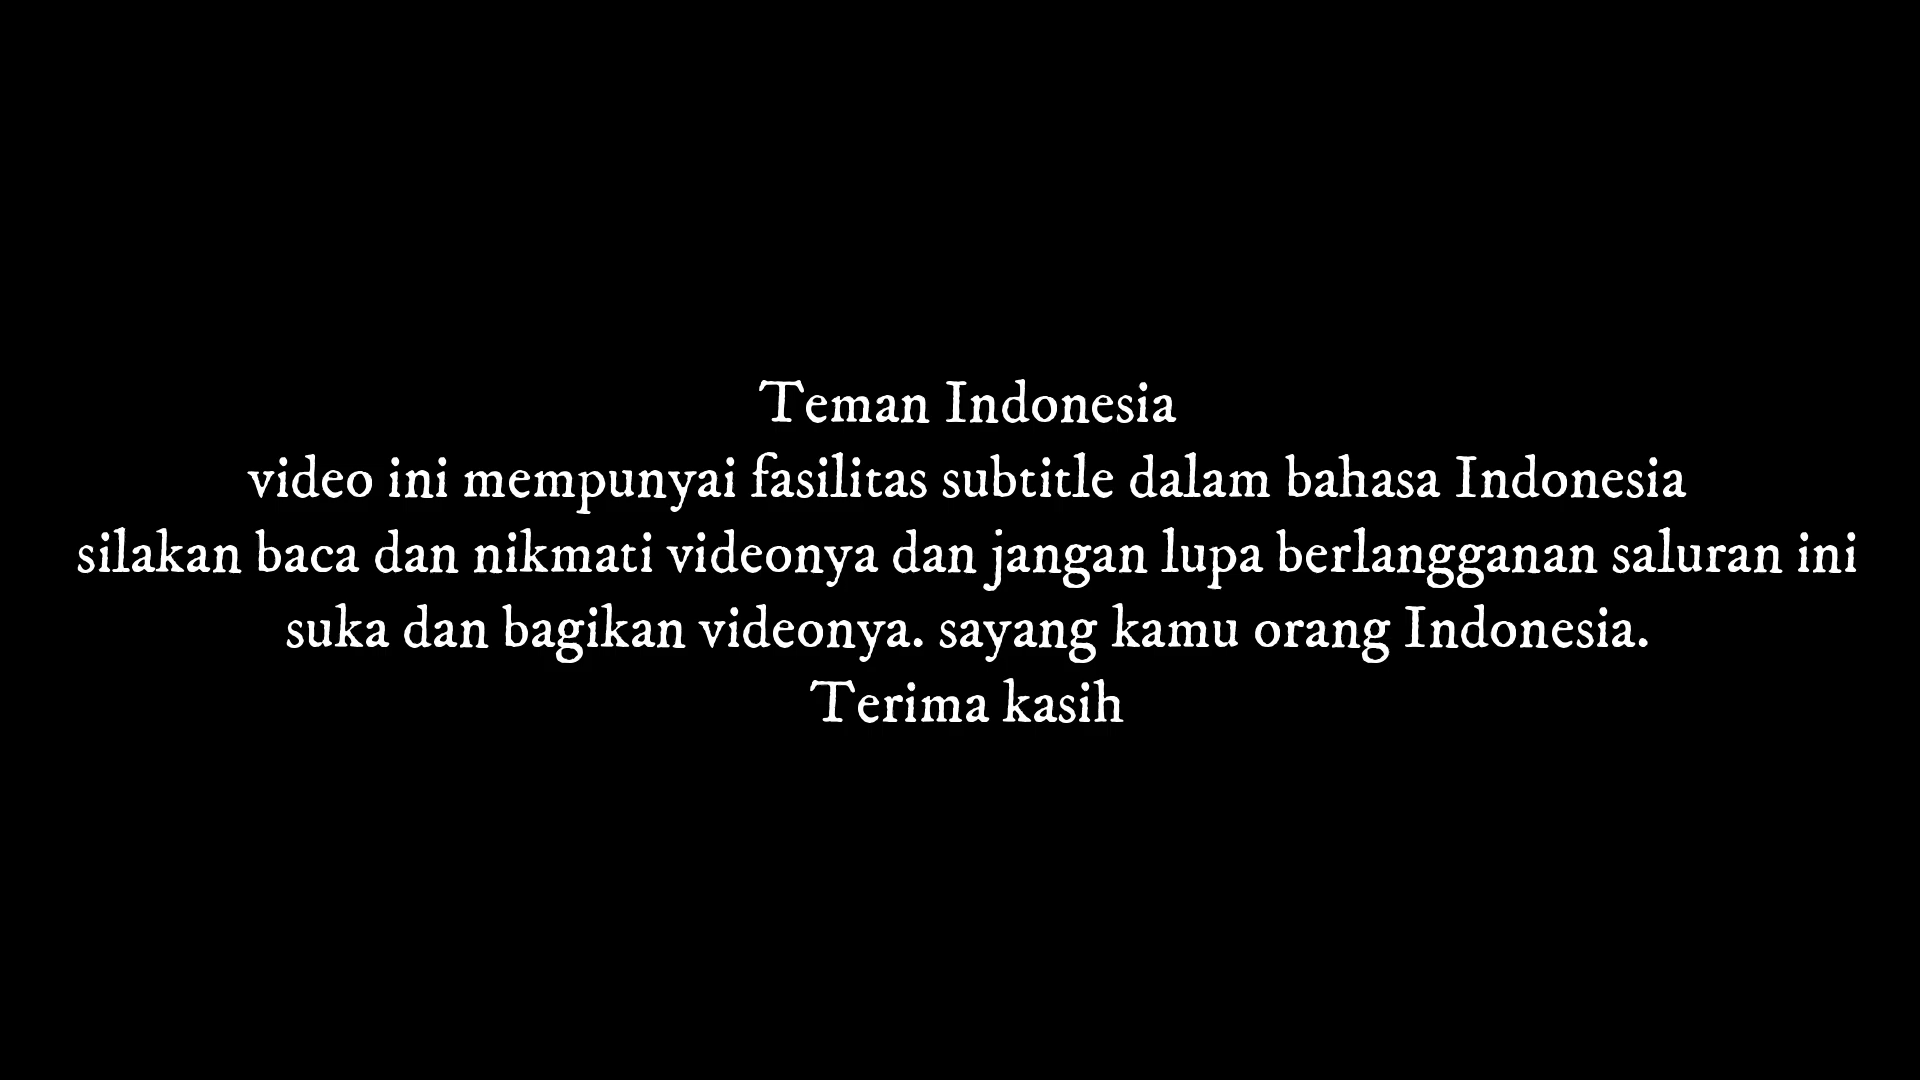 Teman Indonesia
video ini mempunyai fasilitas subtitle dalam bahasa Indonesia
silakan baca dan nikmati videonya dan jangan lupa berlangganan saluran ini
suka dan bagikan videonya. sayang kamu orang Indonesia.
Terima kasih